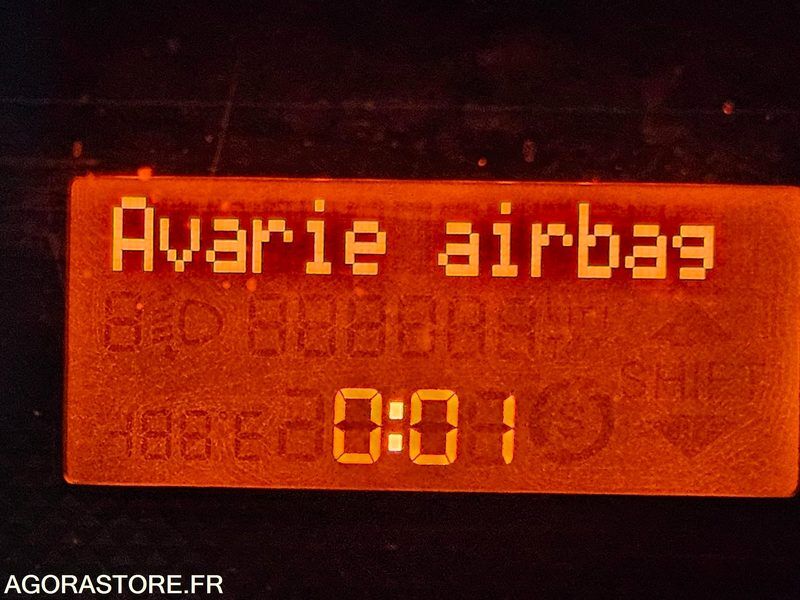 Avarie airbag
SHIFT
0:01
AGORASTORE.FR